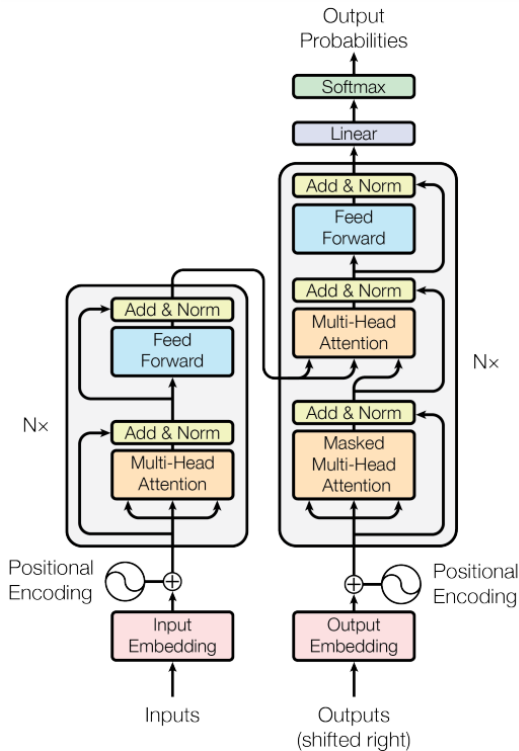 Output
Probabilities
Softmax
Linear
Add & Norm
Feed
Forward
Add & Norm
Multi-Head
Attention
Add & Norm
Masked
Multi-Head
Attention
N×
Add & Norm
Feed
Forward
Add & Norm
Multi-Head
Attention
N×
Positional
Encoding
Positional
Encoding
Input
Embedding
Output
Embedding
Inputs
Outputs
(shifted right)